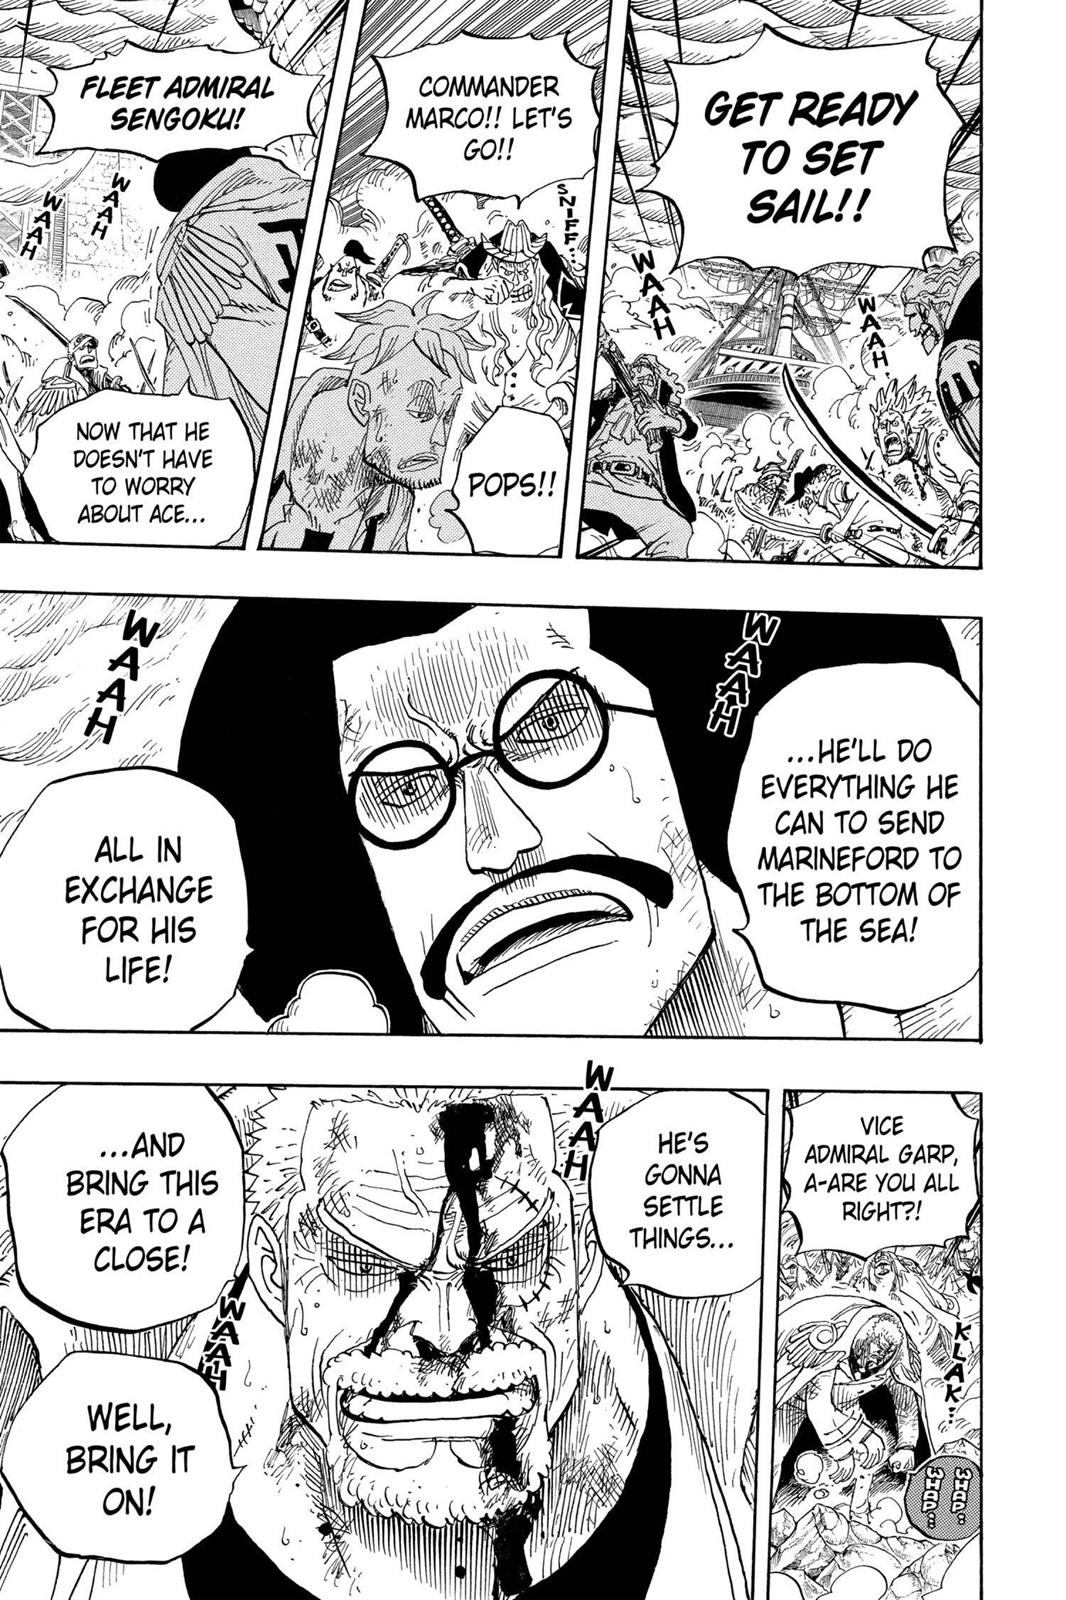 GET READY
TO SET
SAIL!!
WAAH
WAAH!
COMMANDER
MARCO!! LET'S
GO!!
SNIFF...
POPS!!
FLEET ADMIRAL
SENGOKU!
WAAH
WAAH
NOW THAT HE
DOESN'T HAVE
TO WORRY
ABOUT ACE...
WAAH
...HE'LL DO
EVERYTHING HE
CAN TO SEND
MARINEFORD TO
THE BOTTOM OF
THE SEA!
WAAH
ALL IN
EXCHANGE
FOR HIS
LIFE!
VICE
ADMIRAL GARP,
A-ARE YOU ALL
RIGHT?!
KLAK...
WHAP...
WHAP...
WAAH
HE'S
GONNA
SETTLE
THINGS...
...AND
BRING THIS
ERA TO A
CLOSE!
WAAH
WELL,
BRING IT
ON!